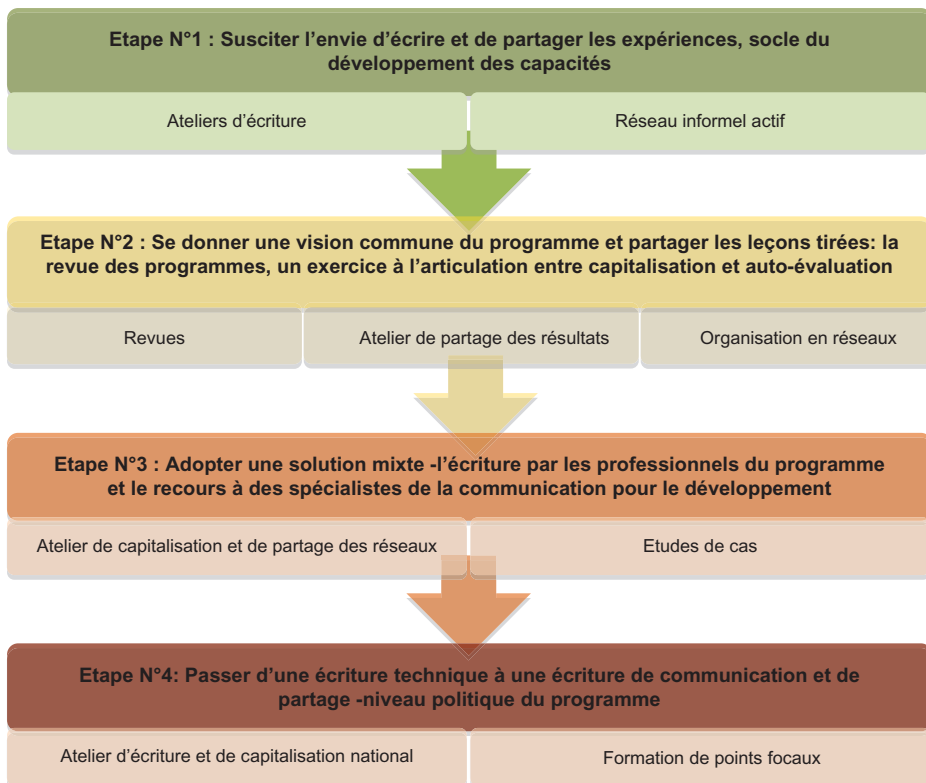 Etape N°1 : Susciter l’envie d’écrire et de partager les expériences, socle du
développement des capacités
Ateliers d’écriture
Réseau informel actif
Etape N°2 : Se donner une vision commune du programme et partager les leçons tirées: la
revue des programmes, un exercice à l’articulation entre capitalisation et auto-évaluation
Revues
Atelier de partage des résultats
Organisation en réseaux
Etape N°3 : Adopter une solution mixte -l’écriture par les professionnels du programme
et le recours à des spécialistes de la communication pour le développement
Atelier de capitalisation et de partage des réseaux
Etudes de cas
Etape N°4: Passer d’une écriture technique à une écriture de communication et de
partage -niveau politique du programme
Atelier d’écriture et de capitalisation national
Formation de points focaux